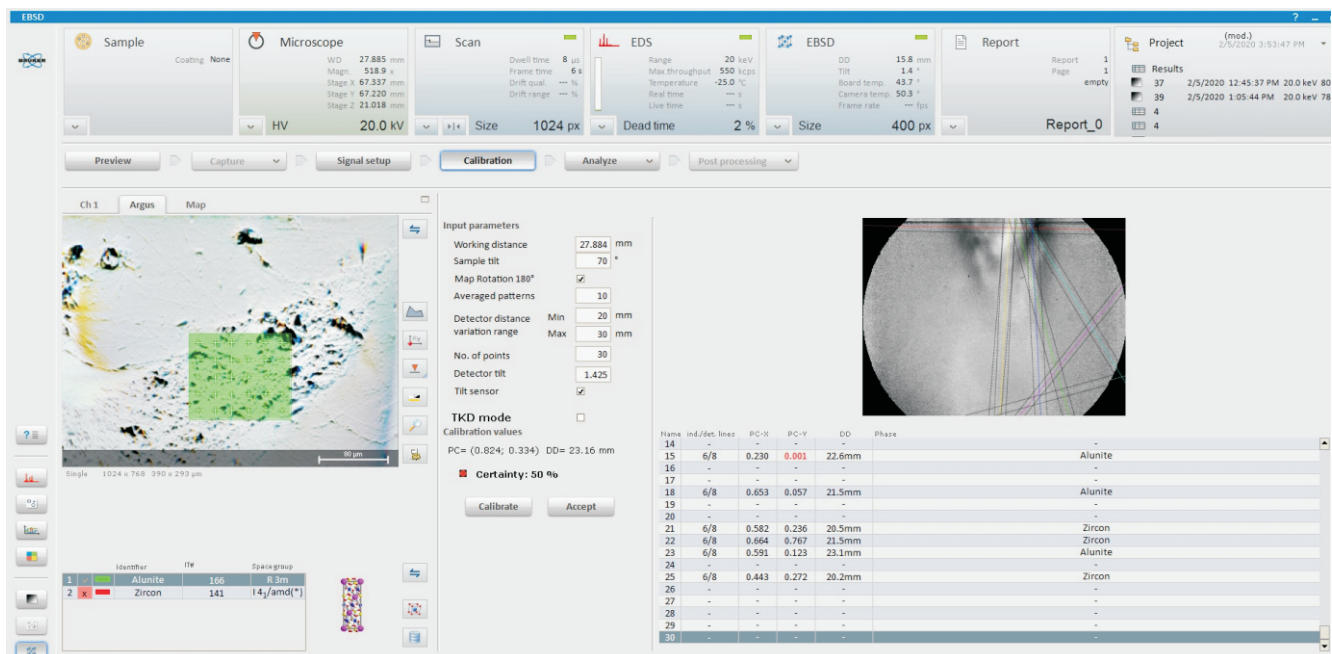 EBSD
BRUKER
Sample
Coating None
Microscope
WD 27.885 mm
Magn. 518.9 x
Stage X 67.337 mm
Stage Y 67.220 mm
Stage Z 21.018 mm
HV 20.0 kV
Scan
Dwell time 8 µs
Frame time 6 s
Drift qual. --- %
Drift range --- %
Size 1024 px
EDS
Range 20 keV
Max.throughput 550 kcps
Temperature -25.0 °C
Real time --- s
Live time --- s
Dead time 2 %
EBSD
DD 15.8 mm
Tilt 1.4 °
Board temp. 43.7 °
Camera temp. 50.3 °
Frame rate --- fps
Size 400 px
Report
Report 1
Page 1
empty
Report_0
Project
(mod.)
2/5/2020 3:53:47 PM
Results
37 2/5/2020 12:45:37 PM 20.0 keV 80
39 2/5/2020 1:05:44 PM 20.0 keV 78
4
4
Preview
Capture
Signal setup
Calibration
Analyze
Post processing
Ch 1 Argus Map
80 µm
Single 1024 x 768 390 x 293 µm
Input parameters
Working distance 27.884 mm
Sample tilt 70 °
Map Rotation 180°
Averaged patterns 10
Detector distance variation range Min 20 mm
Max 30 mm
No. of points 30
Detector tilt 1.425
Tilt sensor
TKD mode
Calibration values
PC= (0.824; 0.334) DD= 23.16 mm
Certainty: 50 %
Calibrate Accept
Identifier IT# Spacegroup
1 Alunite 166 R 3m
2 x Zircon 141 I 4₁/amd(*)
Name ind./det. lines PC-X PC-Y DD Phase
14 - - - - -
15 6/8 0.230 0.001 22.6mm Alunite
16 - - - - -
17 - - - - -
18 6/8 0.653 0.057 21.5mm Alunite
19 - - - - -
20 - - - - -
21 6/8 0.582 0.236 20.5mm Zircon
22 6/8 0.664 0.767 21.5mm Zircon
23 6/8 0.591 0.123 23.1mm Alunite
24 - - - - -
25 6/8 0.443 0.272 20.2mm Zircon
26 - - - - -
27 - - - - -
28 - - - - -
29 - - - - -
30 - - - - -